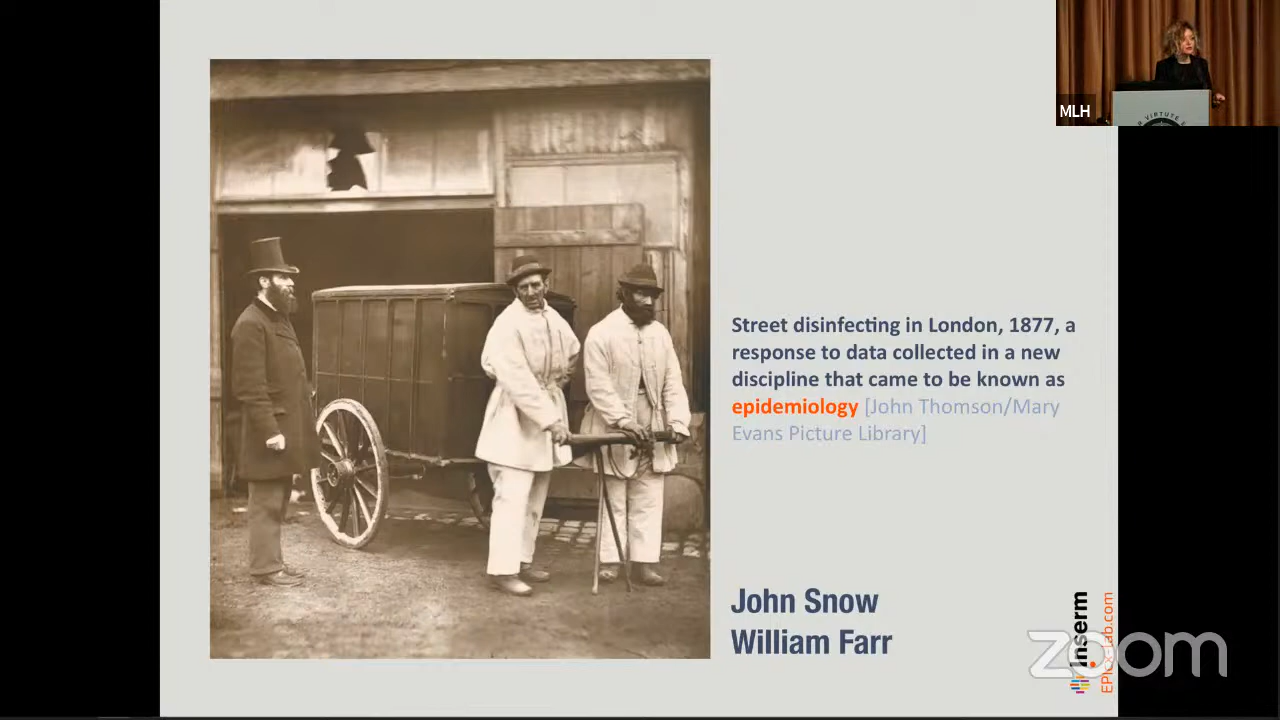 MLH
VIRTUTE
Street disinfecting in London, 1877, a
response to data collected in a new
discipline that came to be known as
epidemiology [John Thomson/Mary
Evans Picture Library]
John Snow
William Farr
Inserm
zoom